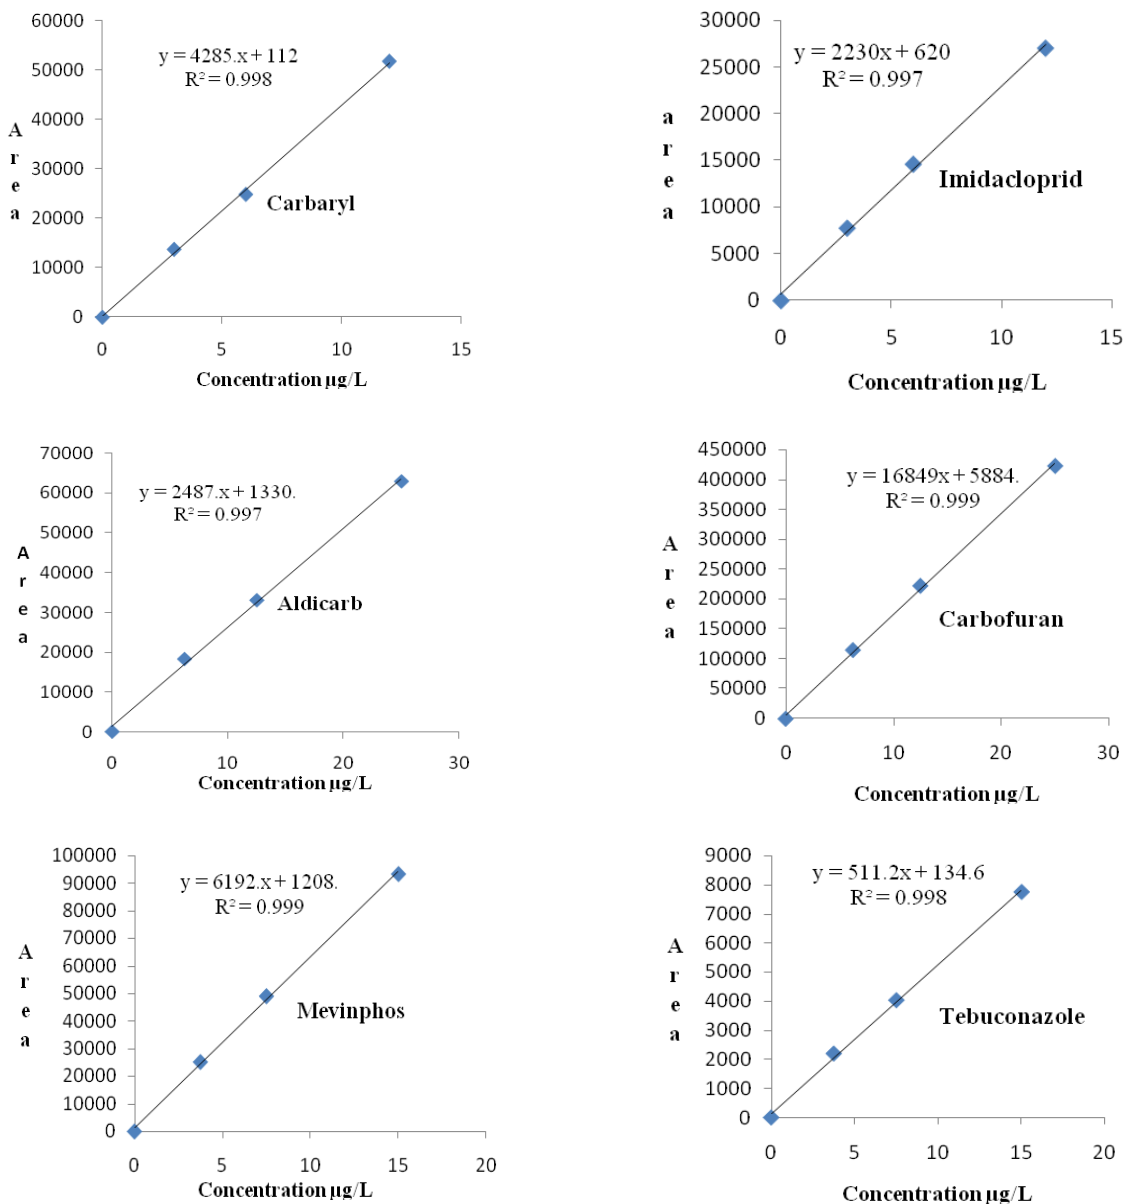 60000
50000
40000
30000
20000
10000
0
0 5 10 15
y = 4285.x + 112
R² = 0.998
Carbaryl
Area
Concentration µg/L
30000
25000
20000
15000
10000
5000
0
0 5 10 15
y = 2230x + 620
R² = 0.997
Imidacloprid
area
Concentration µg/L
70000
60000
50000
40000
30000
20000
10000
0
0 10 20 30
y = 2487.x + 1330.
R² = 0.997
Aldicarb
Area
Concentration µg/L
450000
400000
350000
300000
250000
200000
150000
100000
50000
0
0 10 20 30
y = 16849x + 5884.
R² = 0.999
Carbofuran
Area
Concentration µg/L
100000
90000
80000
70000
60000
50000
40000
30000
20000
10000
0
0 5 10 15 20
y = 6192.x + 1208.
R² = 0.999
Mevinphos
Area
Concentration µg/L
9000
8000
7000
6000
5000
4000
3000
2000
1000
0
0 5 10 15 20
y = 511.2x + 134.6
R² = 0.998
Tebuconazole
Area
Concentration µg/L